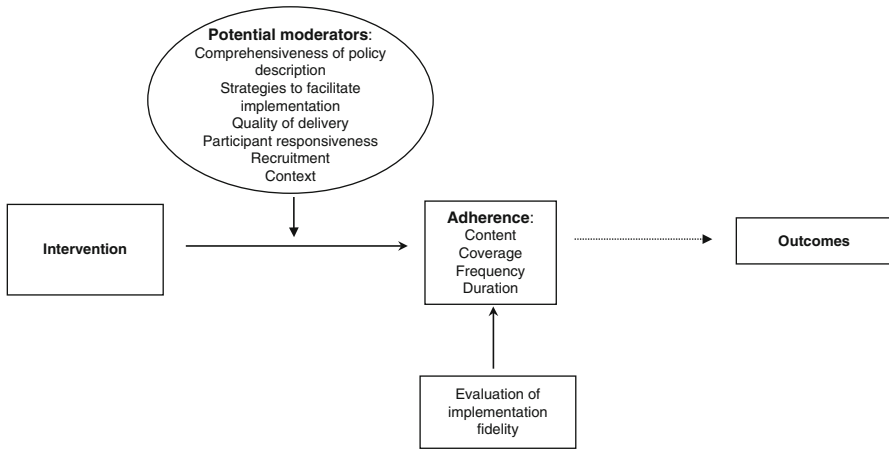 Potential moderators:
Comprehensiveness of policy
description
Strategies to facilitate
implementation
Quality of delivery
Participant responsiveness
Recruitment
Context
Intervention
Adherence:
Content
Coverage
Frequency
Duration
Outcomes
Evaluation of
implementation
fidelity